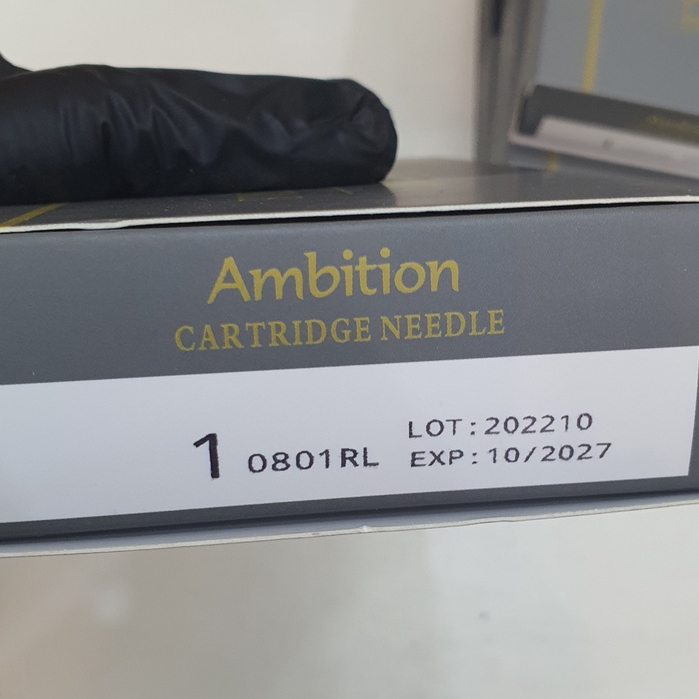 Ambition
CARTRIDGE NEEDLE
1 0801RL
LOT : 202210
EXP : 10/2027